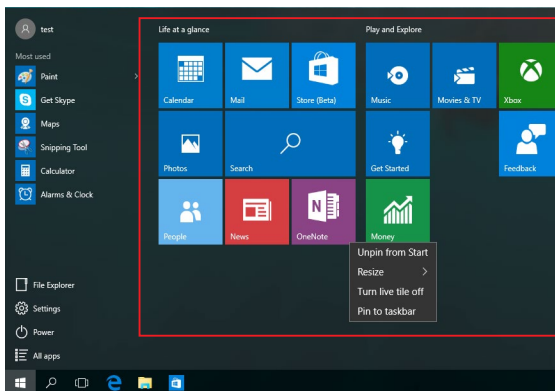 test
Most used
Paint
Get Skype
Maps
Snipping Tool
Calculator
Alarms & Clock
File Explorer
Settings
Power
All apps
Life at a glance
Calendar
Mail
Store (Beta)
Photos
Search
People
News
OneNote
Play and Explore
Music
Movies & TV
Xbox
Get Started
Feedback
Money
Unpin from Start
Resize
Turn live tile off
Pin to taskbar